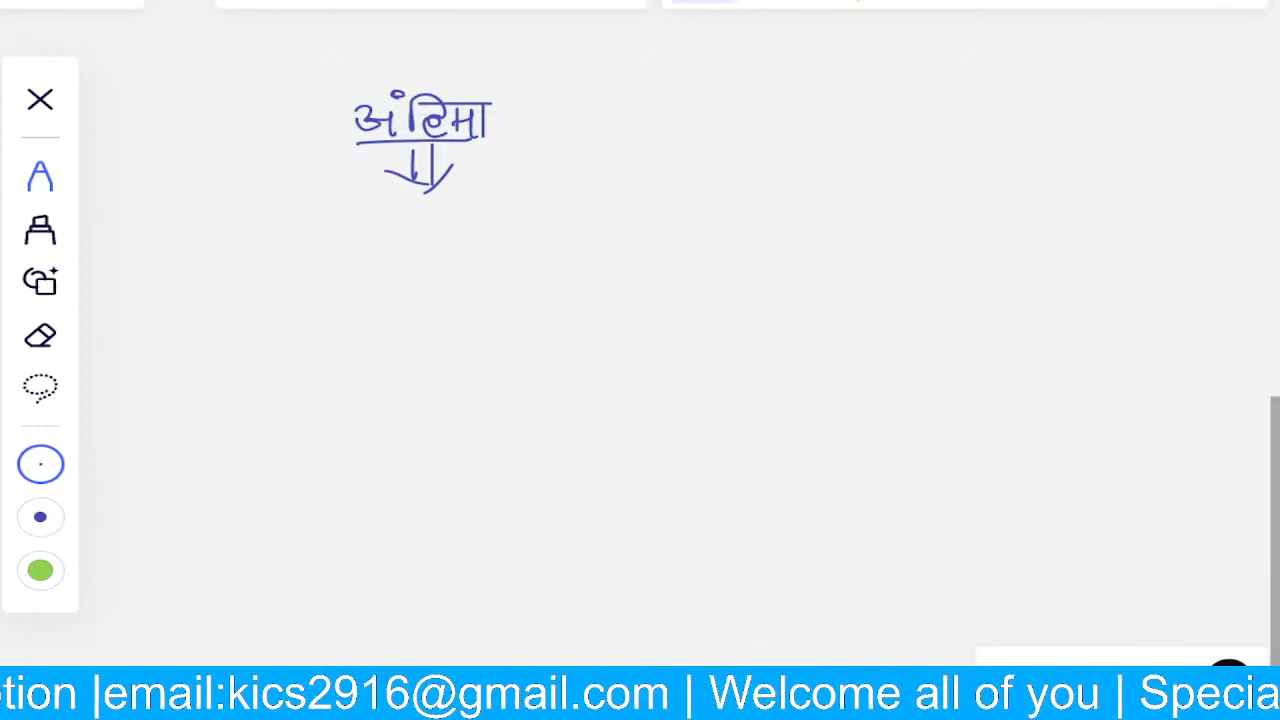 अंहिमा
tion |email:kics2916@gmail.com | Welcome all of you | Specia